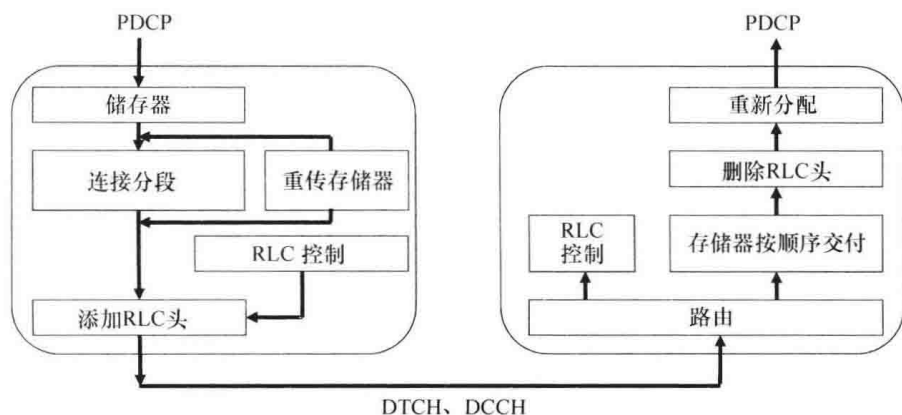 PDCP
储存器
连接分段
重传存储器
RLC 控制
添加RLC头
PDCP
重新分配
删除RLC头
RLC
控制
存储器按顺序交付
路由
DTCH、DCCH